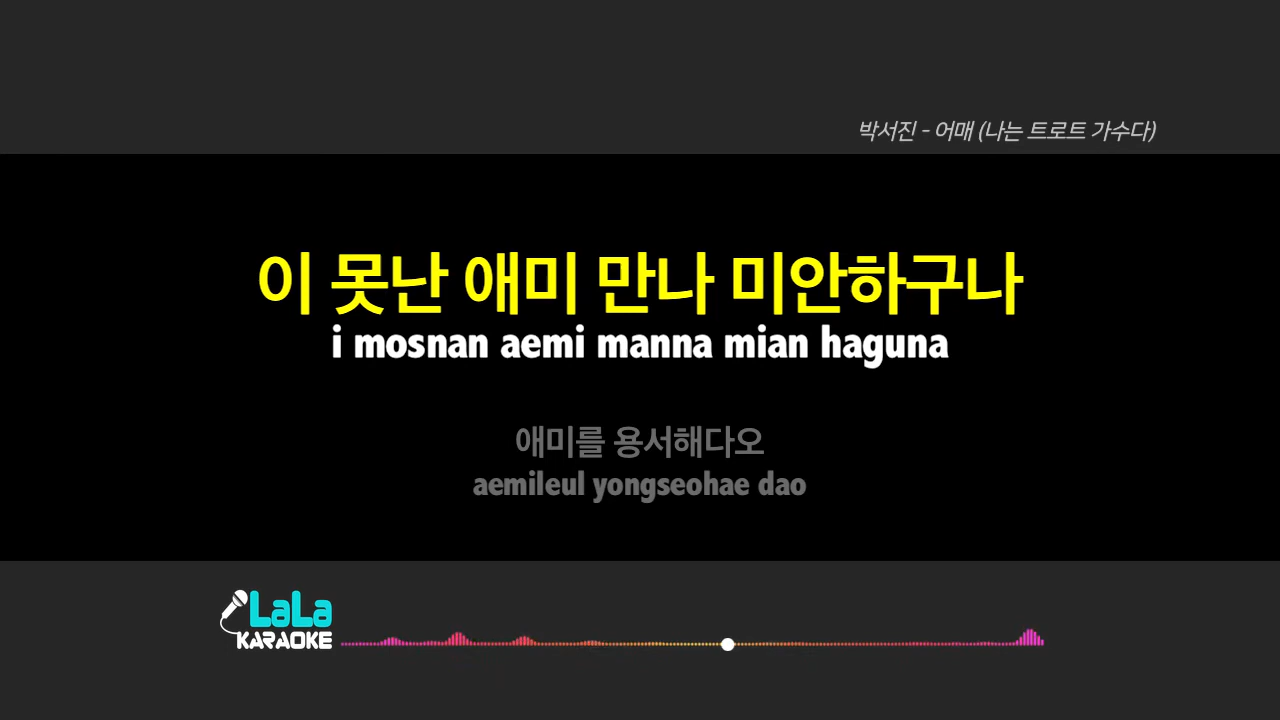 박서진 - 어매 (나는 트로트 가수다)
이 못난 애미 만나 미안하구나
i mosnan aemi manna mian haguna
애미를 용서해다오
aemileul yongseohae dao
LaLa
KARAOKE